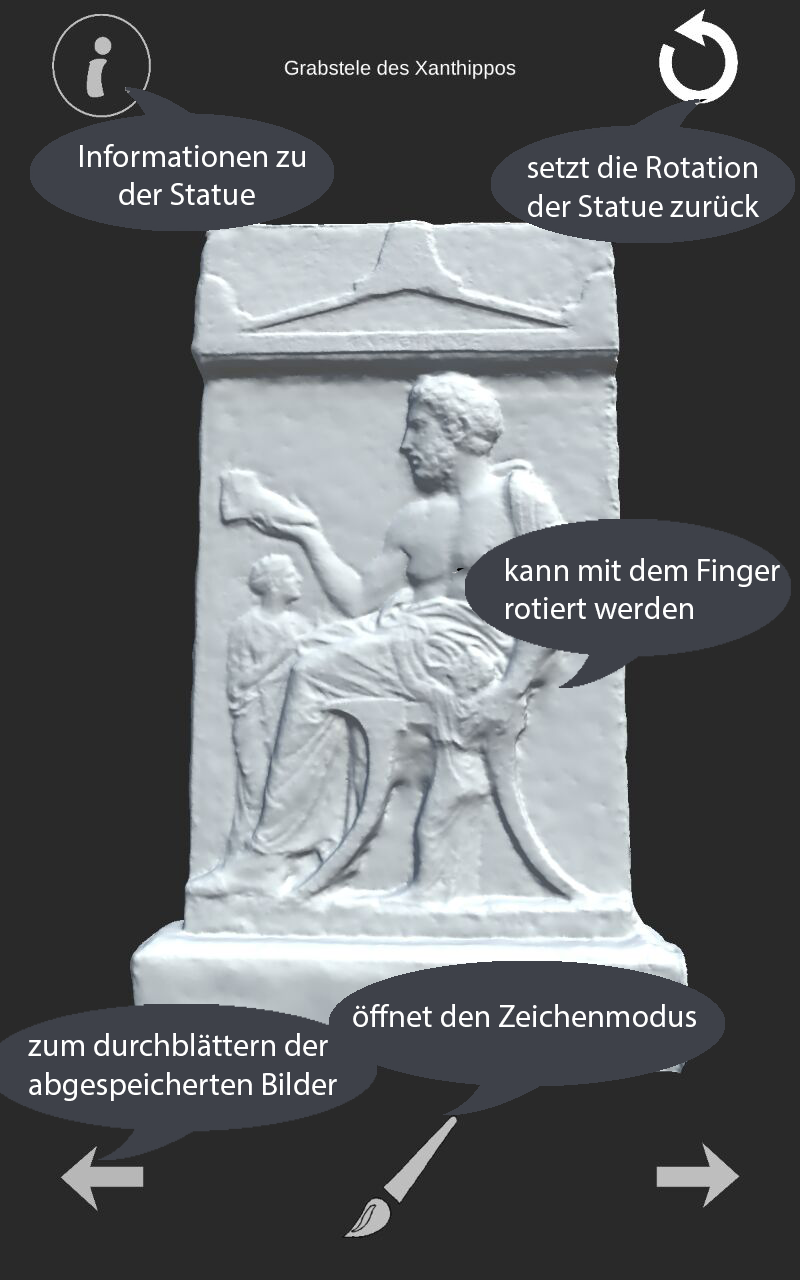 Grabstele des Xanthippos
Informationen zu
der Statue
setzt die Rotation
der Statue zurück
kann mit dem Finger
rotiert werden
öffnet den Zeichenmodus
zum durchblättern der
abgespeicherten Bilder